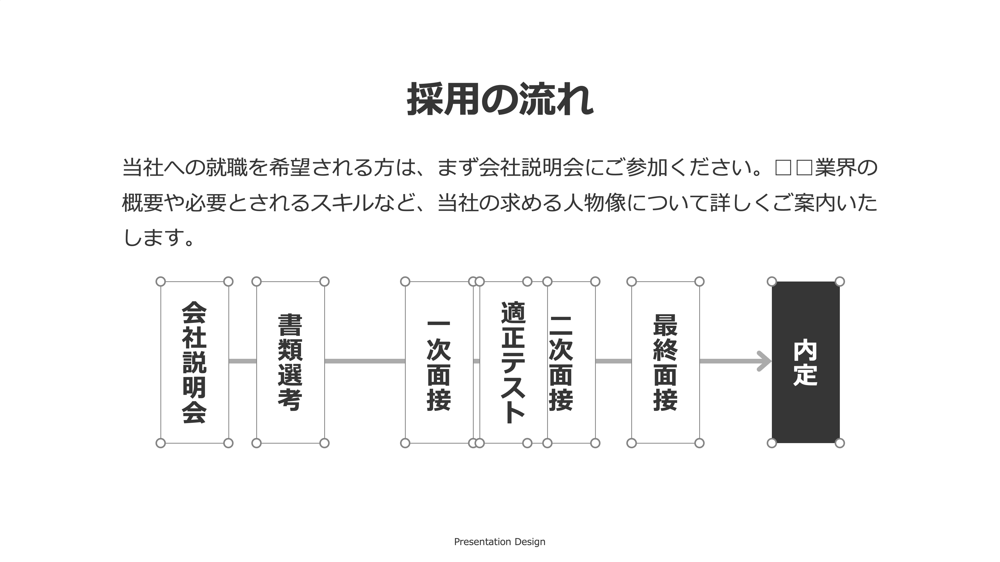 採用の流れ
当社への就職を希望される方は、まず会社説明会にご参加ください。□□業界の
概要や必要とされるスキルなど、当社の求める人物像について詳しくご案内いた
します。
会社説明会
書類選考
一次面接
適正テスト
二次面接
最終面接
内定
Presentation Design